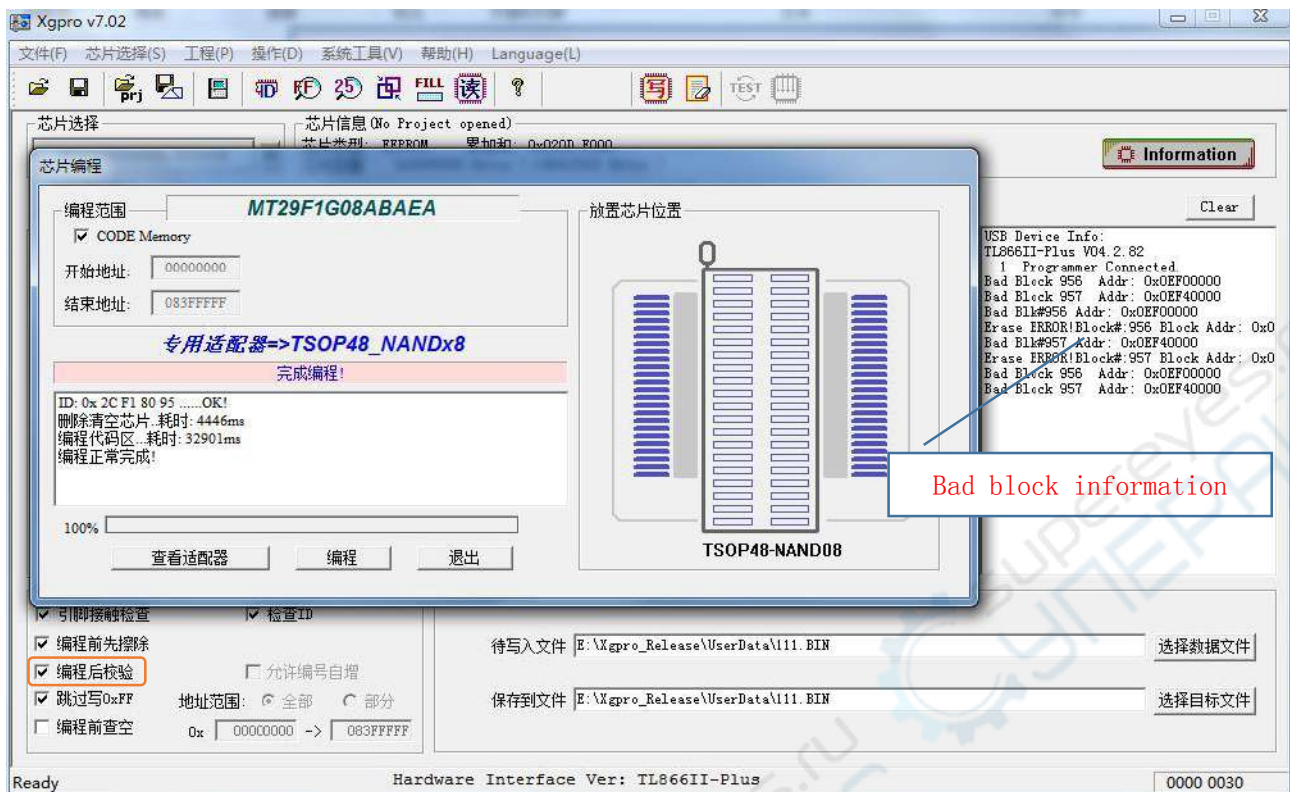 Xgpro v7.02
文件(F) 芯片选择(S) 工程(P) 操作(D) 系统工具(V) 帮助(H) Language(L)
prj FILL 读 ? 写 TEST
芯片选择
芯片信息(No Project opened)
芯片类型: EEPROM 累加和: 0x020D F000
Information
芯片编程
编程范围
MT29F1G08ABAEA
CODE Memory
开始地址: 00000000
结束地址: 083FFFFF
专用适配器=>TSOP48_NANDx8
完成编程!
ID: 0x 2C F1 80 95 ......OK!
删除清空芯片..耗时: 4446ms
编程代码区...耗时: 32901ms
编程正常完成!
100%
查看适配器 编程 退出
放置芯片位置
TSOP48-NAND08
Clear
USB Device Info:
TL866II-Plus V04.2.82
1 Programmer Connected.
Bad Block 956 Addr: 0x0EF00000
Bad Block 957 Addr: 0x0EF40000
Bad Blk#956 Addr: 0x0EF00000
Erase ERROR!Block#:956 Block Addr: 0x0
Bad Blk#957 Addr: 0x0EF40000
Erase ERROR!Block#:957 Block Addr: 0x0
Bad Block 956 Addr: 0x0EF00000
Bad Block 957 Addr: 0x0EF40000
Bad block information
引脚接触检查 检查ID
编程前先擦除
编程后校验 允许编号自增
跳过写0xFF 地址范围: 全部 部分
编程前查空 0x 00000000 -> 083FFFFF
待写入文件 E:\Xgpro_Release\UserData\111.BIN 选择数据文件
保存到文件 E:\Xgpro_Release\UserData\111.BIN 选择目标文件
Ready
Hardware Interface Ver: TL866II-Plus
0000 0030